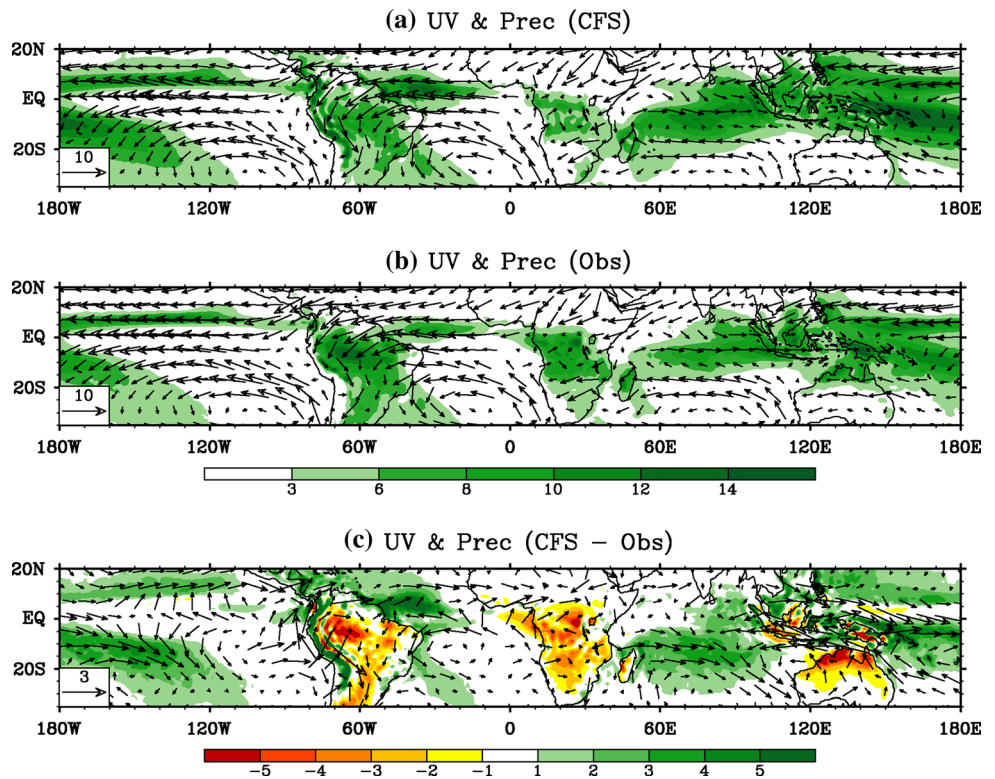 (a) UV & Prec (CFS)
20N
EQ
20S
10
180W 120W 60W 0 60E 120E 180E
(b) UV & Prec (Obs)
20N
EQ
20S
10
180W 120W 60W 0 60E 120E 180E
3 6 8 10 12 14
(c) UV & Prec (CFS − Obs)
20N
EQ
20S
3
180W 120W 60W 0 60E 120E 180E
−5 −4 −3 −2 −1 1 2 3 4 5